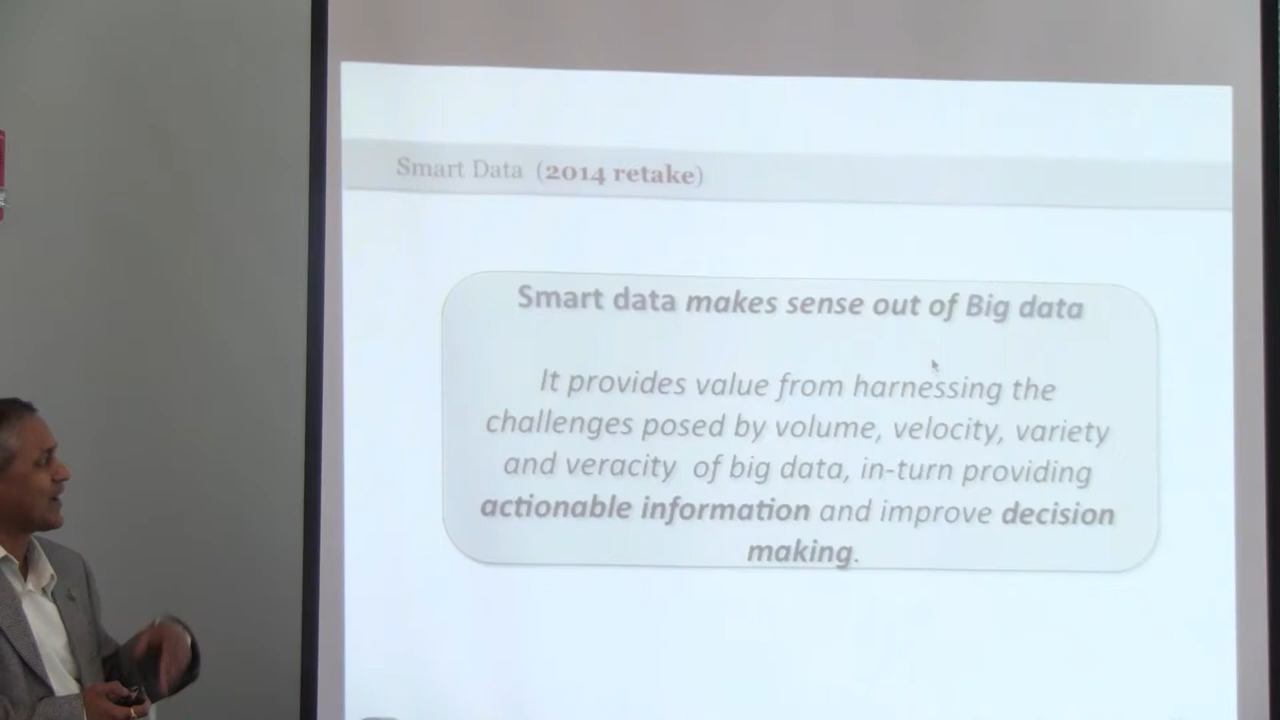 Smart Data (2014 retake)
Smart data makes sense out of Big data
It provides value from harnessing the
challenges posed by volume, velocity, variety
and veracity of big data, in-turn providing
actionable information and improve decision
making.